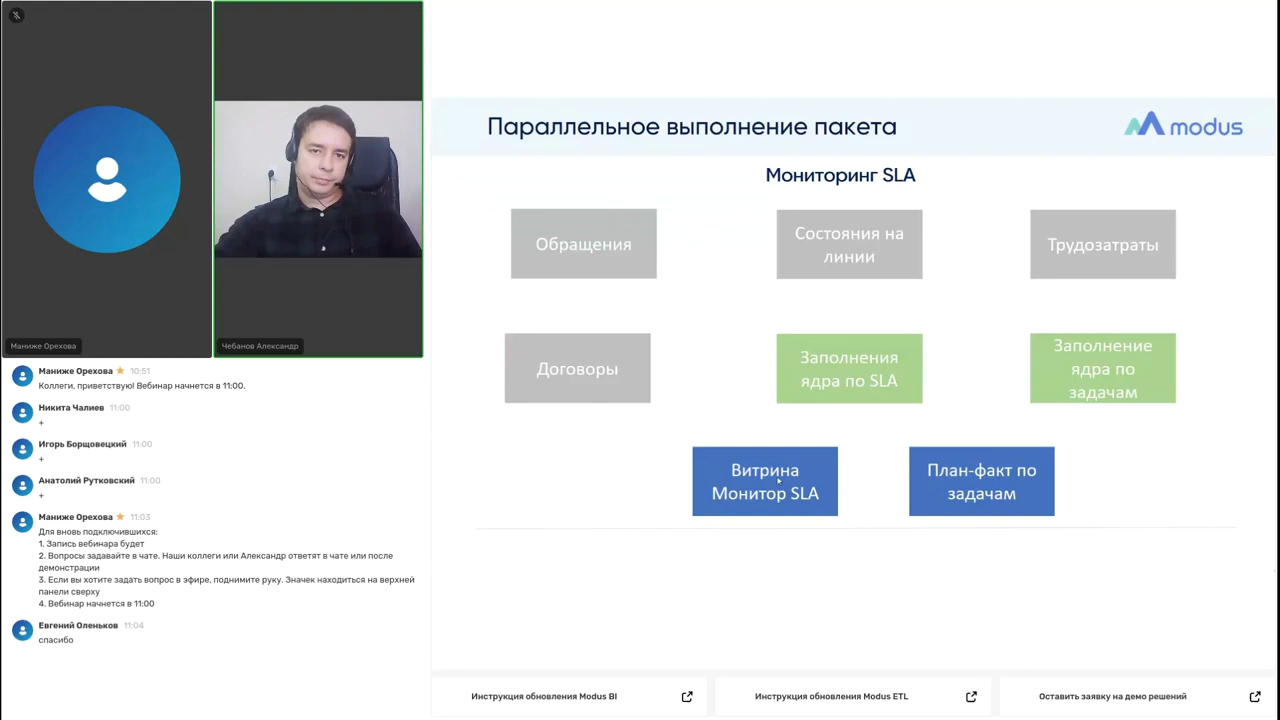 Маниже Орехова
Чебанов Александр
Маниже Орехова 10:51
Коллеги, приветствую! Вебинар начнется в 11:00.
Никита Чалиев 11:00
+
Игорь Борщовецкий 11:00
+
Анатолий Рутковский 11:00
+
Маниже Орехова 11:03
Для вновь подключившихся:
1. Запись вебинара будет
2. Вопросы задавайте в чате. Наши коллеги или Александр ответят в чате или после
демонстрации
3. Если вы хотите задать вопрос в эфире, поднимите руку. Значек находиться на верхней
панели сверху
4. Вебинар начнется в 11:00
Евгений Оленьков 11:04
спасибо
Параллельное выполнение пакета
modus
Мониторинг SLA
Обращения
Состояния на
линии
Трудозатраты
Договоры
Заполнения
ядра по SLA
Заполнение
ядра по
задачам
Витрина
Монитор SLA
План-факт по
задачам
Инструкция обновления Modus BI
Инструкция обновления Modus ETL
Оставить заявку на демо решений